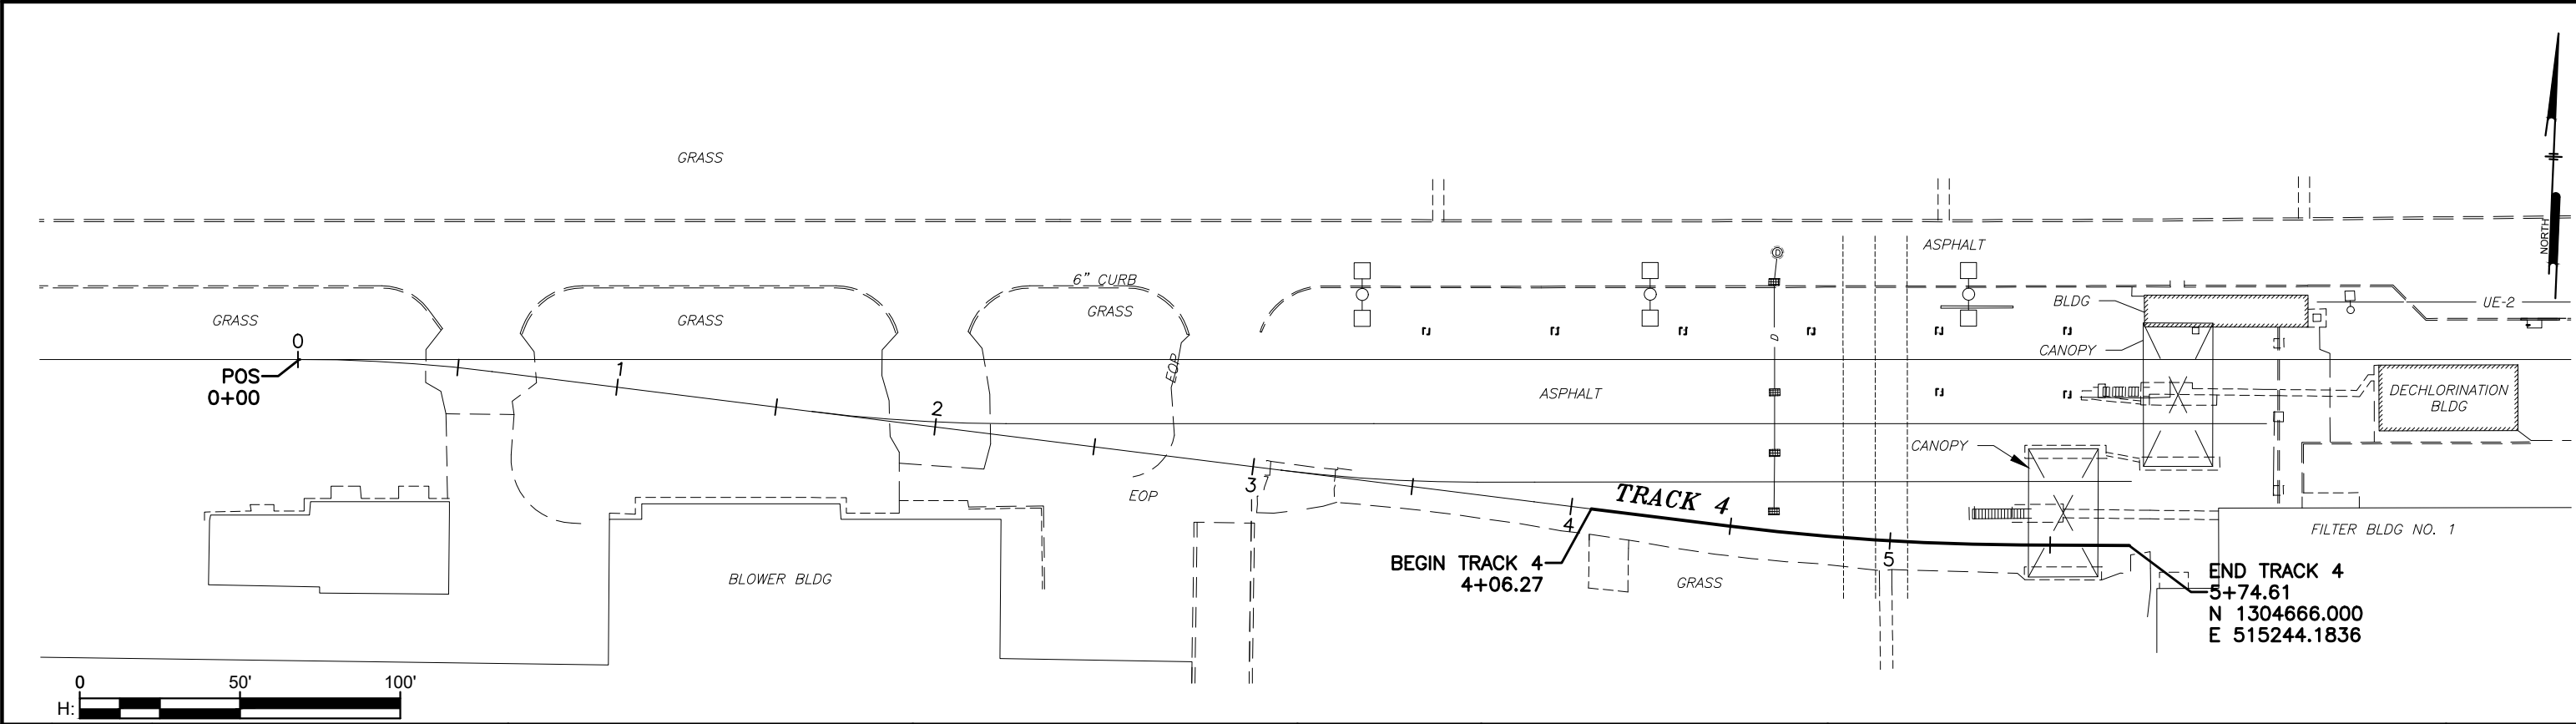 GRASS
NORTH
ASPHALT
6" CURB
GRASS
GRASS
GRASS
BLDG
UE-2
0
POS
0+00
1
D
CANOPY
EOP
ASPHALT
DECHLORINATION
BLDG
2
CANOPY
3
EOP
TRACK 4
4
FILTER BLDG NO. 1
5
BEGIN TRACK 4
4+06.27
BLOWER BLDG
GRASS
END TRACK 4
5+74.61
N 1304666.000
E 515244.1836
0 50' 100'
H: